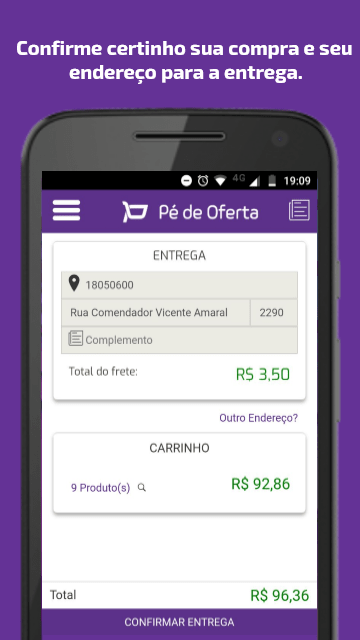 Confirme certinho sua compra e seu
endereço para a entrega.
4G 19:09
Pé de Oferta
ENTREGA
18050600
Rua Comendador Vicente Amaral 2290
Complemento
Total do frete: R$ 3,50
Outro Endereço?
CARRINHO
9 Produto(s) R$ 92,86
Total R$ 96,36
CONFIRMAR ENTREGA